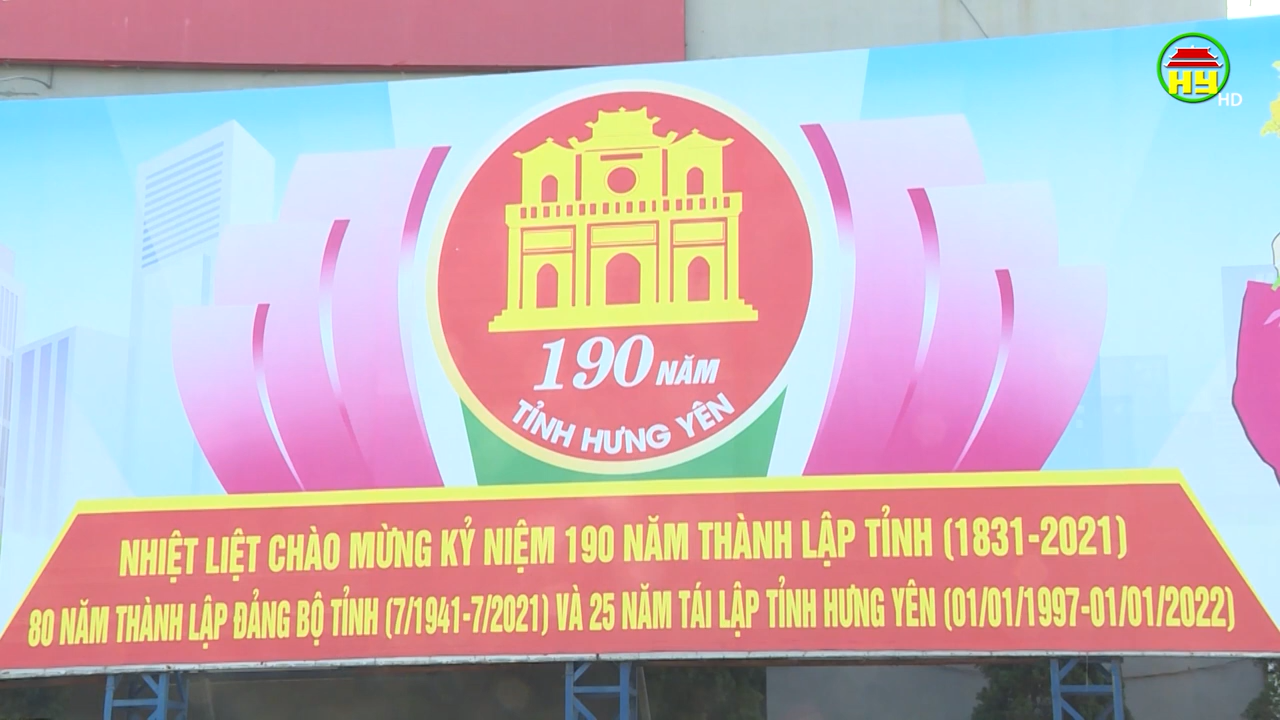 HY
HD
190 NĂM
TỈNH HƯNG YÊN
NHIỆT LIỆT CHÀO MỪNG KỶ NIỆM 190 NĂM THÀNH LẬP TỈNH (1831-2021)
80 NĂM THÀNH LẬP ĐẢNG BỘ TỈNH (7/1941-7/2021) VÀ 25 NĂM TÁI LẬP TỈNH HƯNG YÊN (01/01/1997-01/01/2022)